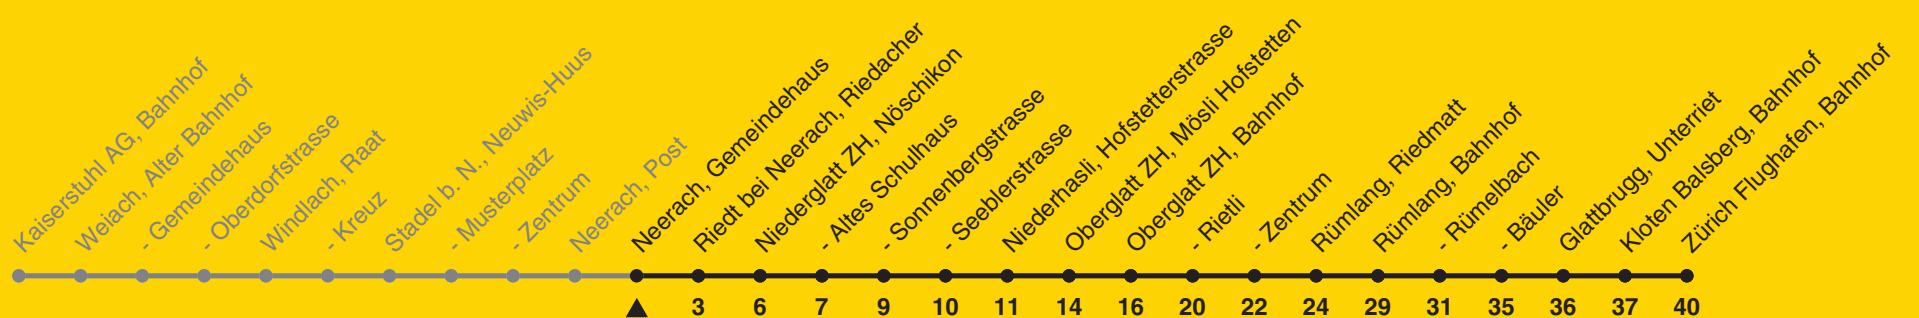 Kaiserstuhl AG, Bahnhof
Weiach, Alter Bahnhof
- Gemeindehaus
- Oberdorfstrasse
Windlach, Raat
- Kreuz
Stadel b. N., Neuwis-Huus
- Musterplatz
- Zentrum
Neerach, Post
Neerach, Gemeindehaus
Riedt bei Neerach, Riedacher
Niederglatt ZH, Nöschikon
- Altes Schulhaus
- Sonnenbergstrasse
- Seeblerstrasse
Niederhasli, Hofstetterstrasse
Oberglatt ZH, Mösli Hofstetten
Oberglatt ZH, Bahnhof
- Rietli
- Zentrum
Rümlang, Riedmatt
Rümlang, Bahnhof
- Rümelbach
- Bäuler
Glattbrugg, Unterriet
Kloten Balsberg, Bahnhof
Zürich Flughafen, Bahnhof
3 6 7 9 10 11 14 16 20 22 24 29 31 35 36 37 40